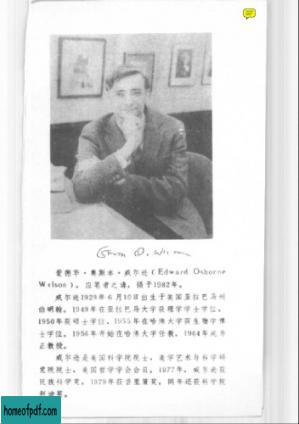 爱德华·奥斯本·威尔逊(Edward Osborne
Welson)。应笔者之请,摄于1982年。
威尔逊1929年6月10日出生于美国亚拉巴马州
伯明翰。1949年在亚拉巴马大学获理学学士学位,
1950年获硕士学位。1955年在哈佛大学获生物学博
士学位。1956年开始在哈佛大学任教,1964年成为
正教授。
威尔逊是美国科学院院士、美学艺术与科学研
究院院士、美国哲学学会会员。1977年,威尔逊获
民族科学奖。1979年获普里策奖。同年还获科学院
homeofpdf.com